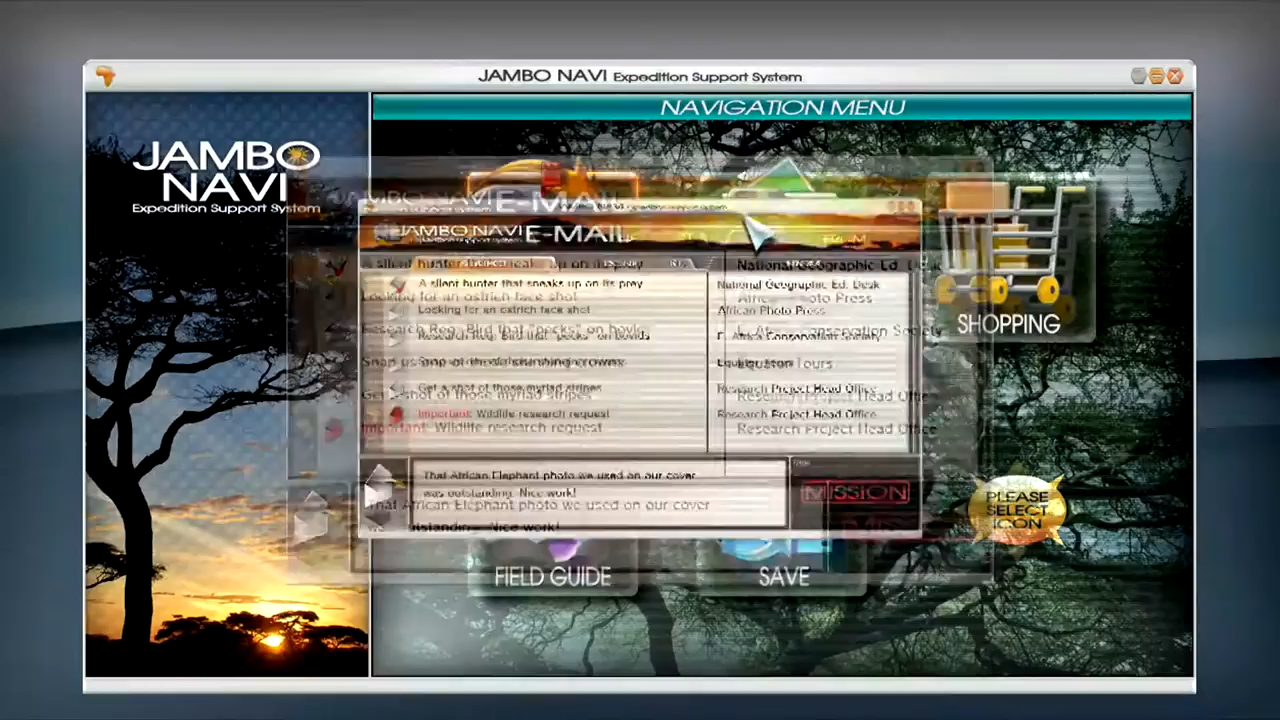 JAMBO NAVI Expedition Support System
NAVIGATION MENU
JAMBO
NAVI
Expedition Support System
JAMBO NAVI E-MAIL
A silent hunter that sneaks up on its prey National Geographic Ed. Desk
Looking for an ostrich face shot African Photo Press
Research Req: Bird that "pecks" on bovids E. Africa Conservation Society
Get a shot of those myriad stripes Research Project Head Office
Important: Wildlife research request Research Project Head Office
That African Elephant photo we used on our cover
was outstanding. Nice work!
MISSION
SHOPPING
PLEASE
SELECT
ICON
FIELD GUIDE
SAVE